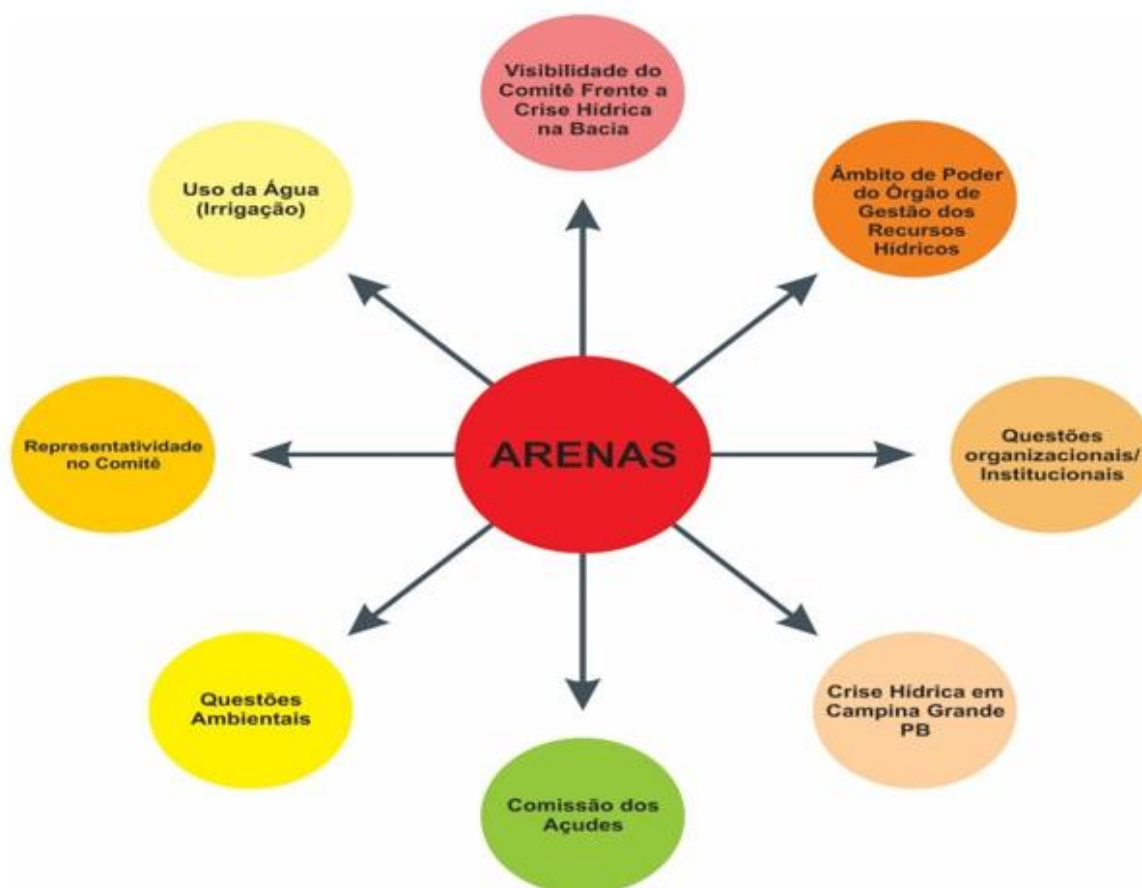 Visibilidade do
Comitê Frente a
Crise Hídrica
na Bacia
Uso da Água
(Irrigação)
Âmbito de Poder
do Órgão de
Gestão dos
Recursos
Hídricos
Representatividade
no Comitê
ARENAS
Questões
organizacionais/
Institucionais
Questões
Ambientais
Crise Hídrica em
Campina Grande
PB
Comissão dos
Açudes